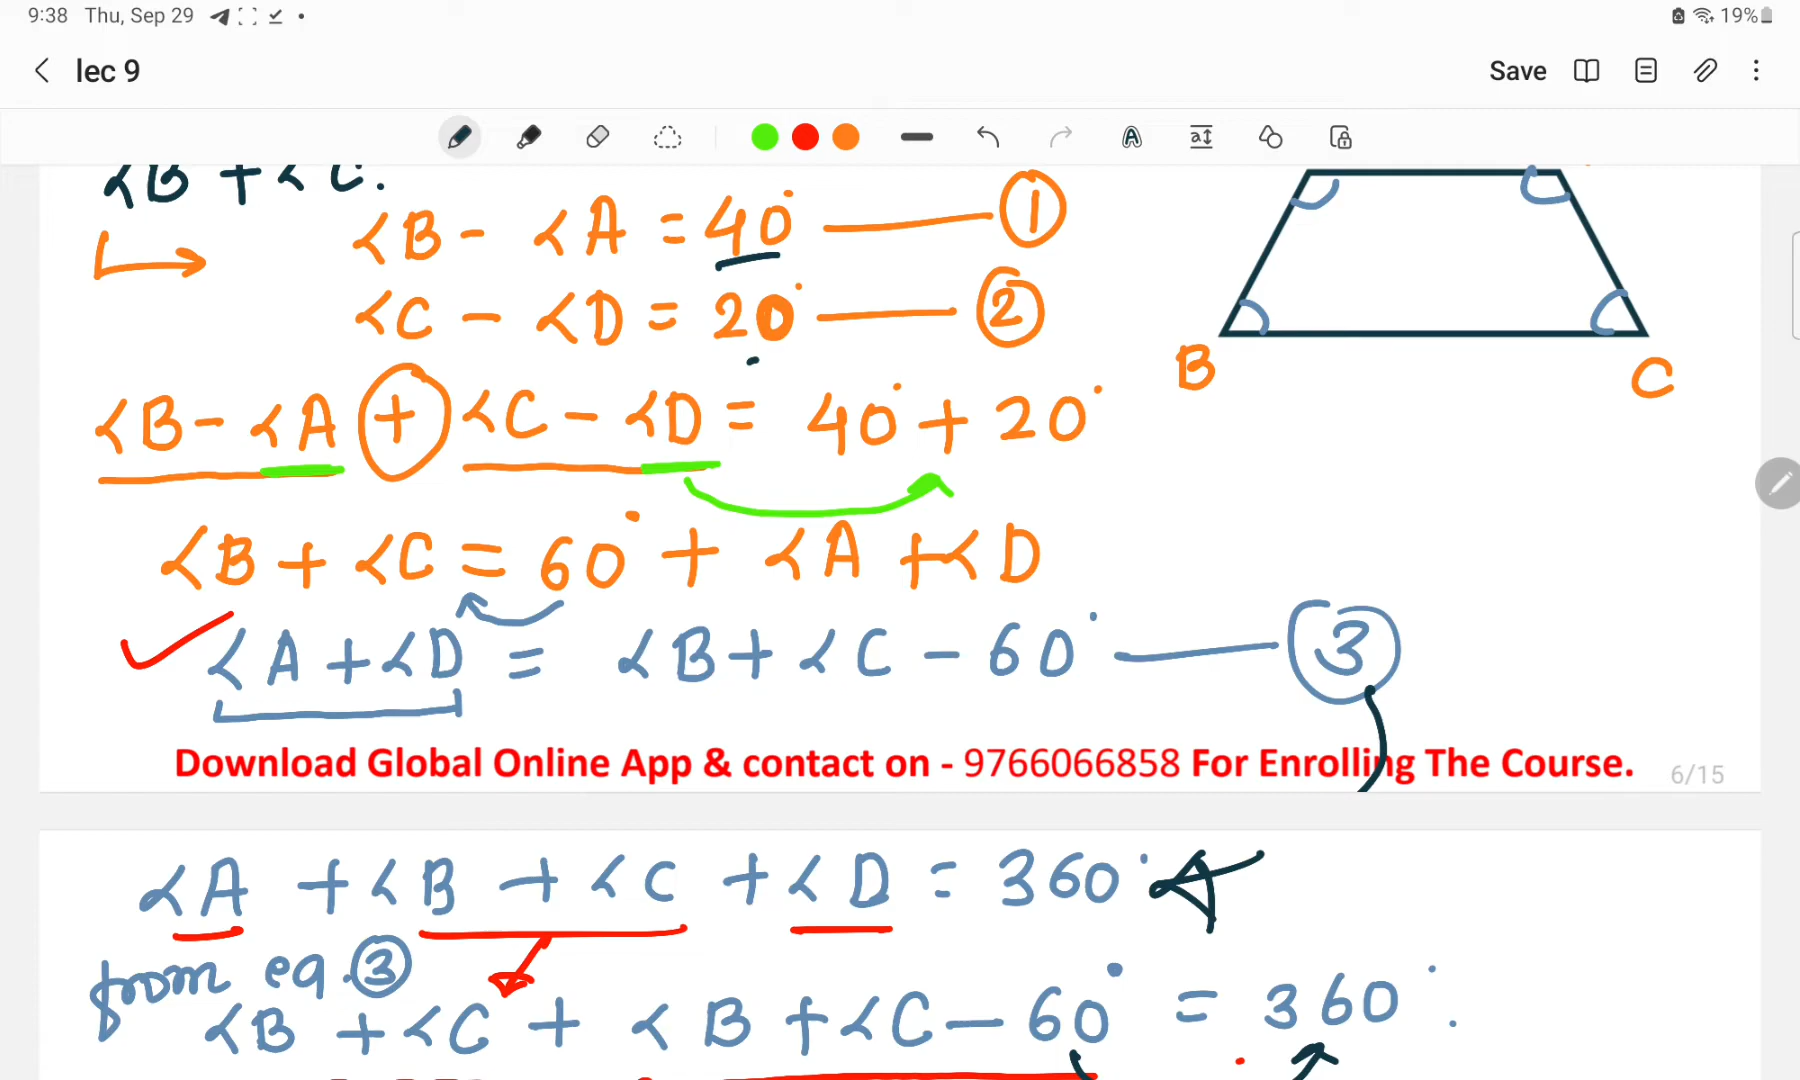 9:38 Thu, Sep 29
19%
lec 9
Save
∠B + ∠C.
∠B - ∠A = 40° ——— ①
∠C - ∠D = 20° ——— ②
B
C
∠B - ∠A + ∠C - ∠D = 40° + 20°
∠B + ∠C = 60° + ∠A + ∠D
∠A + ∠D = ∠B + ∠C - 60° ——— ③
Download Global Online App & contact on - 9766066858 For Enrolling The Course.
6/15
∠A + ∠B + ∠C + ∠D = 360°
from eq. ③
∠B + ∠C + ∠B + ∠C - 60° = 360°.